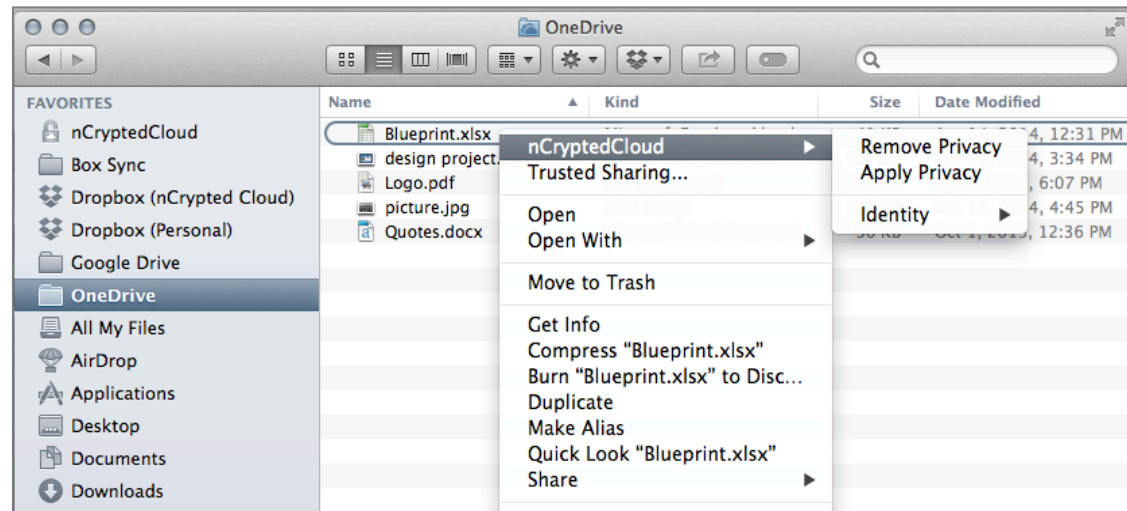 OneDrive
FAVORITES
nCryptedCloud
Box Sync
Dropbox (nCrypted Cloud)
Dropbox (Personal)
Google Drive
OneDrive
All My Files
AirDrop
Applications
Desktop
Documents
Downloads
Name Kind Size Date Modified
Blueprint.xlsx 4, 12:31 PM
design project. 4, 3:34 PM
Logo.pdf , 6:07 PM
picture.jpg 4, 4:45 PM
Quotes.docx , 12:36 PM
nCryptedCloud
Trusted Sharing...
Open
Open With
Move to Trash
Get Info
Compress “Blueprint.xlsx”
Burn “Blueprint.xlsx” to Disc...
Duplicate
Make Alias
Quick Look “Blueprint.xlsx”
Share
Remove Privacy
Apply Privacy
Identity